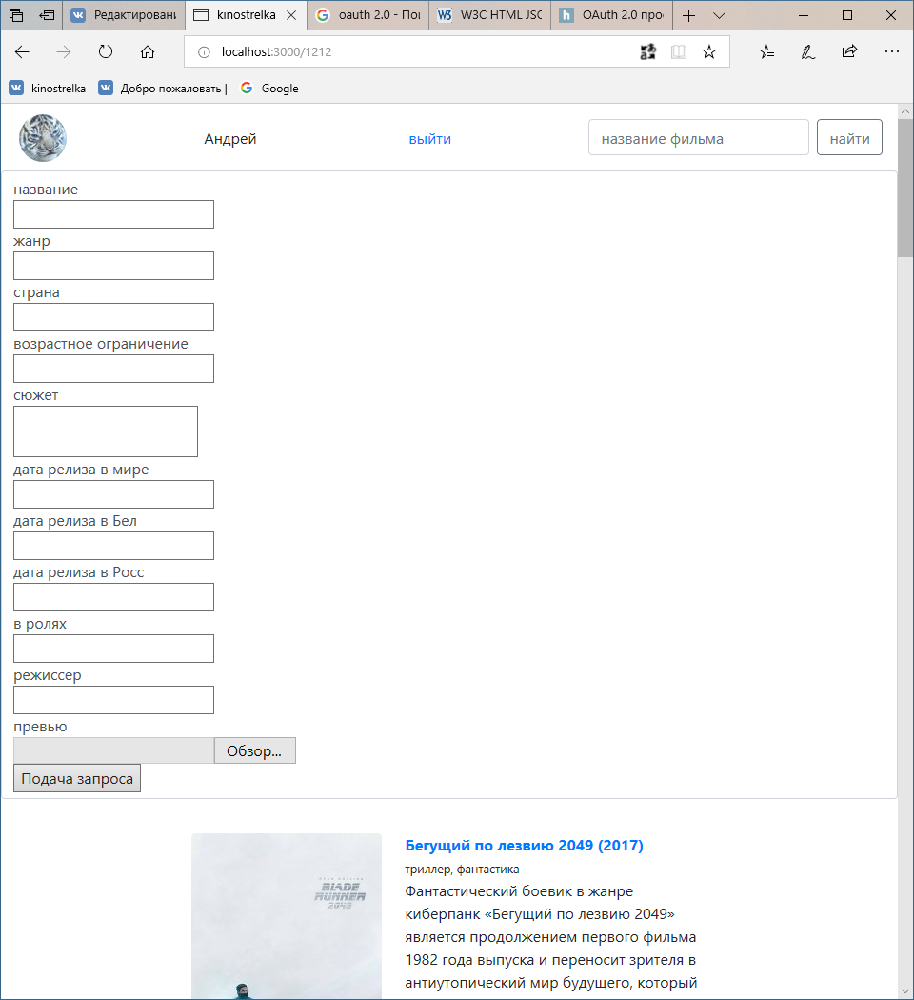 Редактировани
kinostrelka
oauth 2.0 - Пои
W3C HTML JSO
OAuth 2.0 про
localhost:3000/1212
kinostrelka
Добро пожаловать |
Google
Андрей
выйти
название фильма
найти
название
жанр
страна
возрастное ограничение
сюжет
дата релиза в мире
дата релиза в Бел
дата релиза в Росс
в ролях
режиссер
превью
Обзор...
Подача запроса
BLADE
RUNNER
2049
Бегущий по лезвию 2049 (2017)
триллер, фантастика
Фантастический боевик в жанре
киберпанк «Бегущий по лезвию 2049»
является продолжением первого фильма
1982 года выпуска и переносит зрителя в
антиутопический мир будущего, который